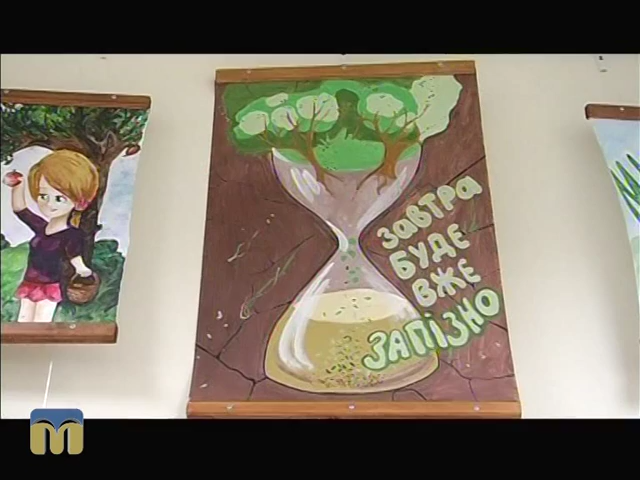 завтра
буде
вже
запізно